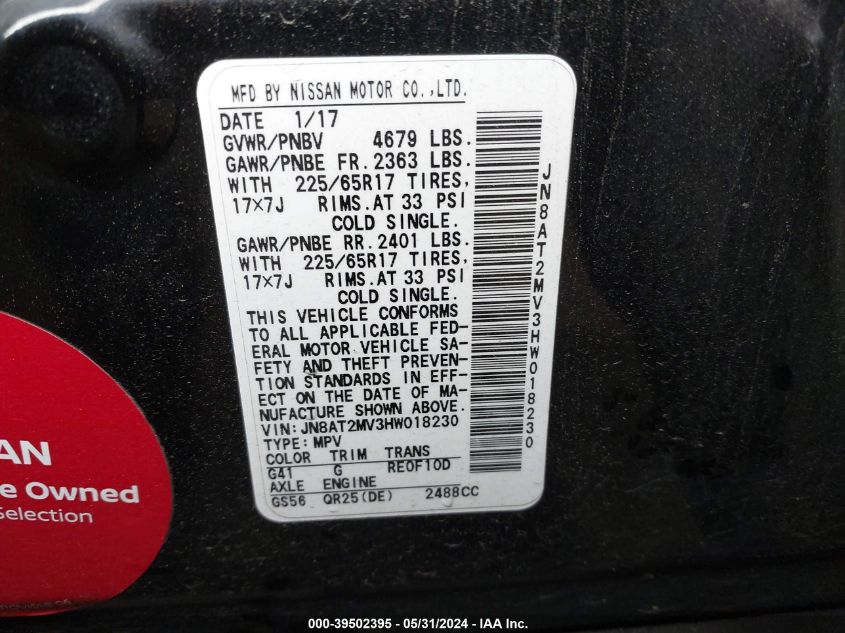 MFD BY NISSAN MOTOR CO.,LTD.
DATE 1/17
GVWR/PNBV 4679 LBS.
GAWR/PNBE FR. 2363 LBS.
WITH 225/65R17 TIRES,
17×7J RIMS.AT 33 PSI
COLD SINGLE.
GAWR/PNBE RR. 2401 LBS.
WITH 225/65R17 TIRES,
17×7J RIMS.AT 33 PSI
COLD SINGLE.
THIS VEHICLE CONFORMS
TO ALL APPLICABLE FED-
ERAL MOTOR VEHICLE SA-
FETY AND THEFT PREVEN-
TION STANDARDS IN EFF-
ECT ON THE DATE OF MA-
NUFACTURE SHOWN ABOVE.
VIN: JN8AT2MV3HW018230
TYPE: MPV
COLOR TRIM TRANS
G41 G RE0F10D
AXLE ENGINE
GS56 QR25(DE) 2488CC
JN8AT2MV3HW018230
AN
e Owned
Selection
000-39502395 - 05/31/2024 - IAA Inc.